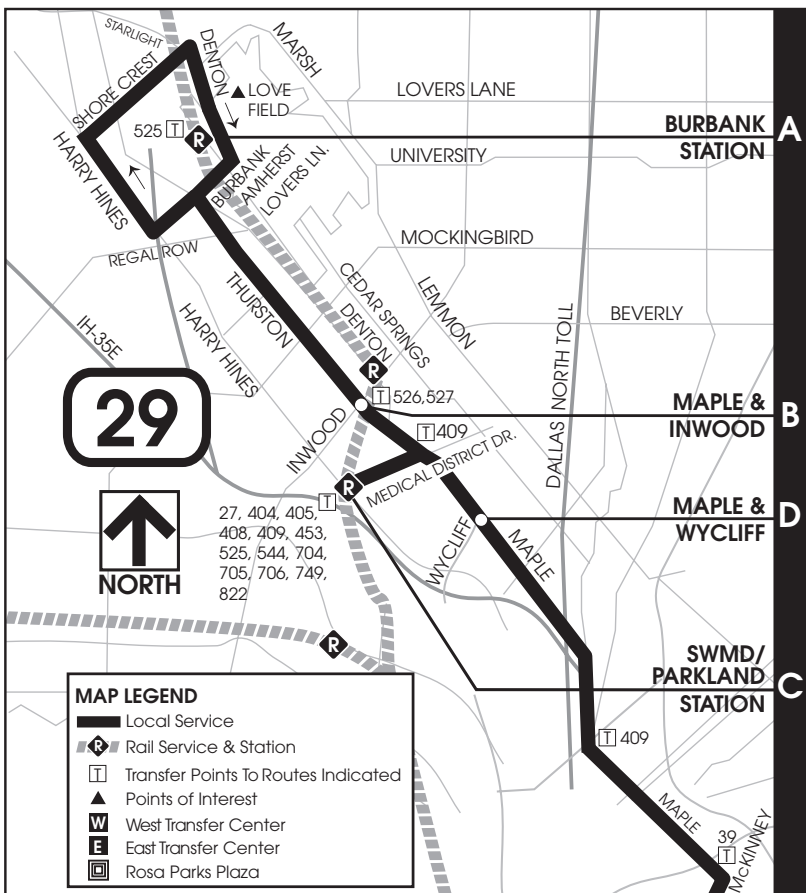 STARLIGHT
DENTON
MARSH
SHORE CREST
LOVE
FIELD
LOVERS LANE
525 T
R
BURBANK
STATION
A
HARRY HINES
BURBANK
AMHERST
LOVERS LN.
UNIVERSITY
MOCKINGBIRD
REGAL ROW
THURSTON
CEDAR SPRINGS
DENTON
LEMMON
BEVERLY
IH-35E
HARRY HINES
DALLAS NORTH TOLL
R
29
T 526,527
MAPLE &
INWOOD
B
INWOOD
T 409
MEDICAL DISTRICT DR.
R
T
27, 404, 405,
408, 409, 453,
525, 544, 704,
705, 706, 749,
822
MAPLE &
WYCLIFF
D
WYCLIFF
MAPLE
NORTH
R
SWMD/
PARKLAND
STATION
C
MAP LEGEND
Local Service
R Rail Service & Station
T Transfer Points To Routes Indicated
Points of Interest
W West Transfer Center
E East Transfer Center
Rosa Parks Plaza
T 409
MAPLE
39
T
McKINNEY